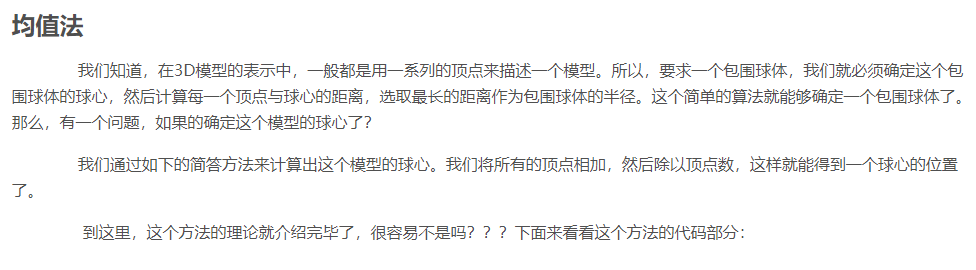 均值法
我们知道，在3D模型的表示中，一般都是用一系列的顶点来描述一个模型。所以，要求一个包围球体，我们就必须确定这个包
围球体的球心，然后计算每一个顶点与球心的距离，选取最长的距离作为包围球体的半径。这个简单的算法就能够确定一个包围球体了。
那么，有一个问题，如果的确定这个模型的球心了？
我们通过如下的简答方法来计算出这个模型的球心。我们将所有的顶点相加，然后除以顶点数，这样就能得到一个球心的位置
了。
到这里，这个方法的理论就介绍完毕了，很容易不是吗？？？下面来看看这个方法的代码部分：